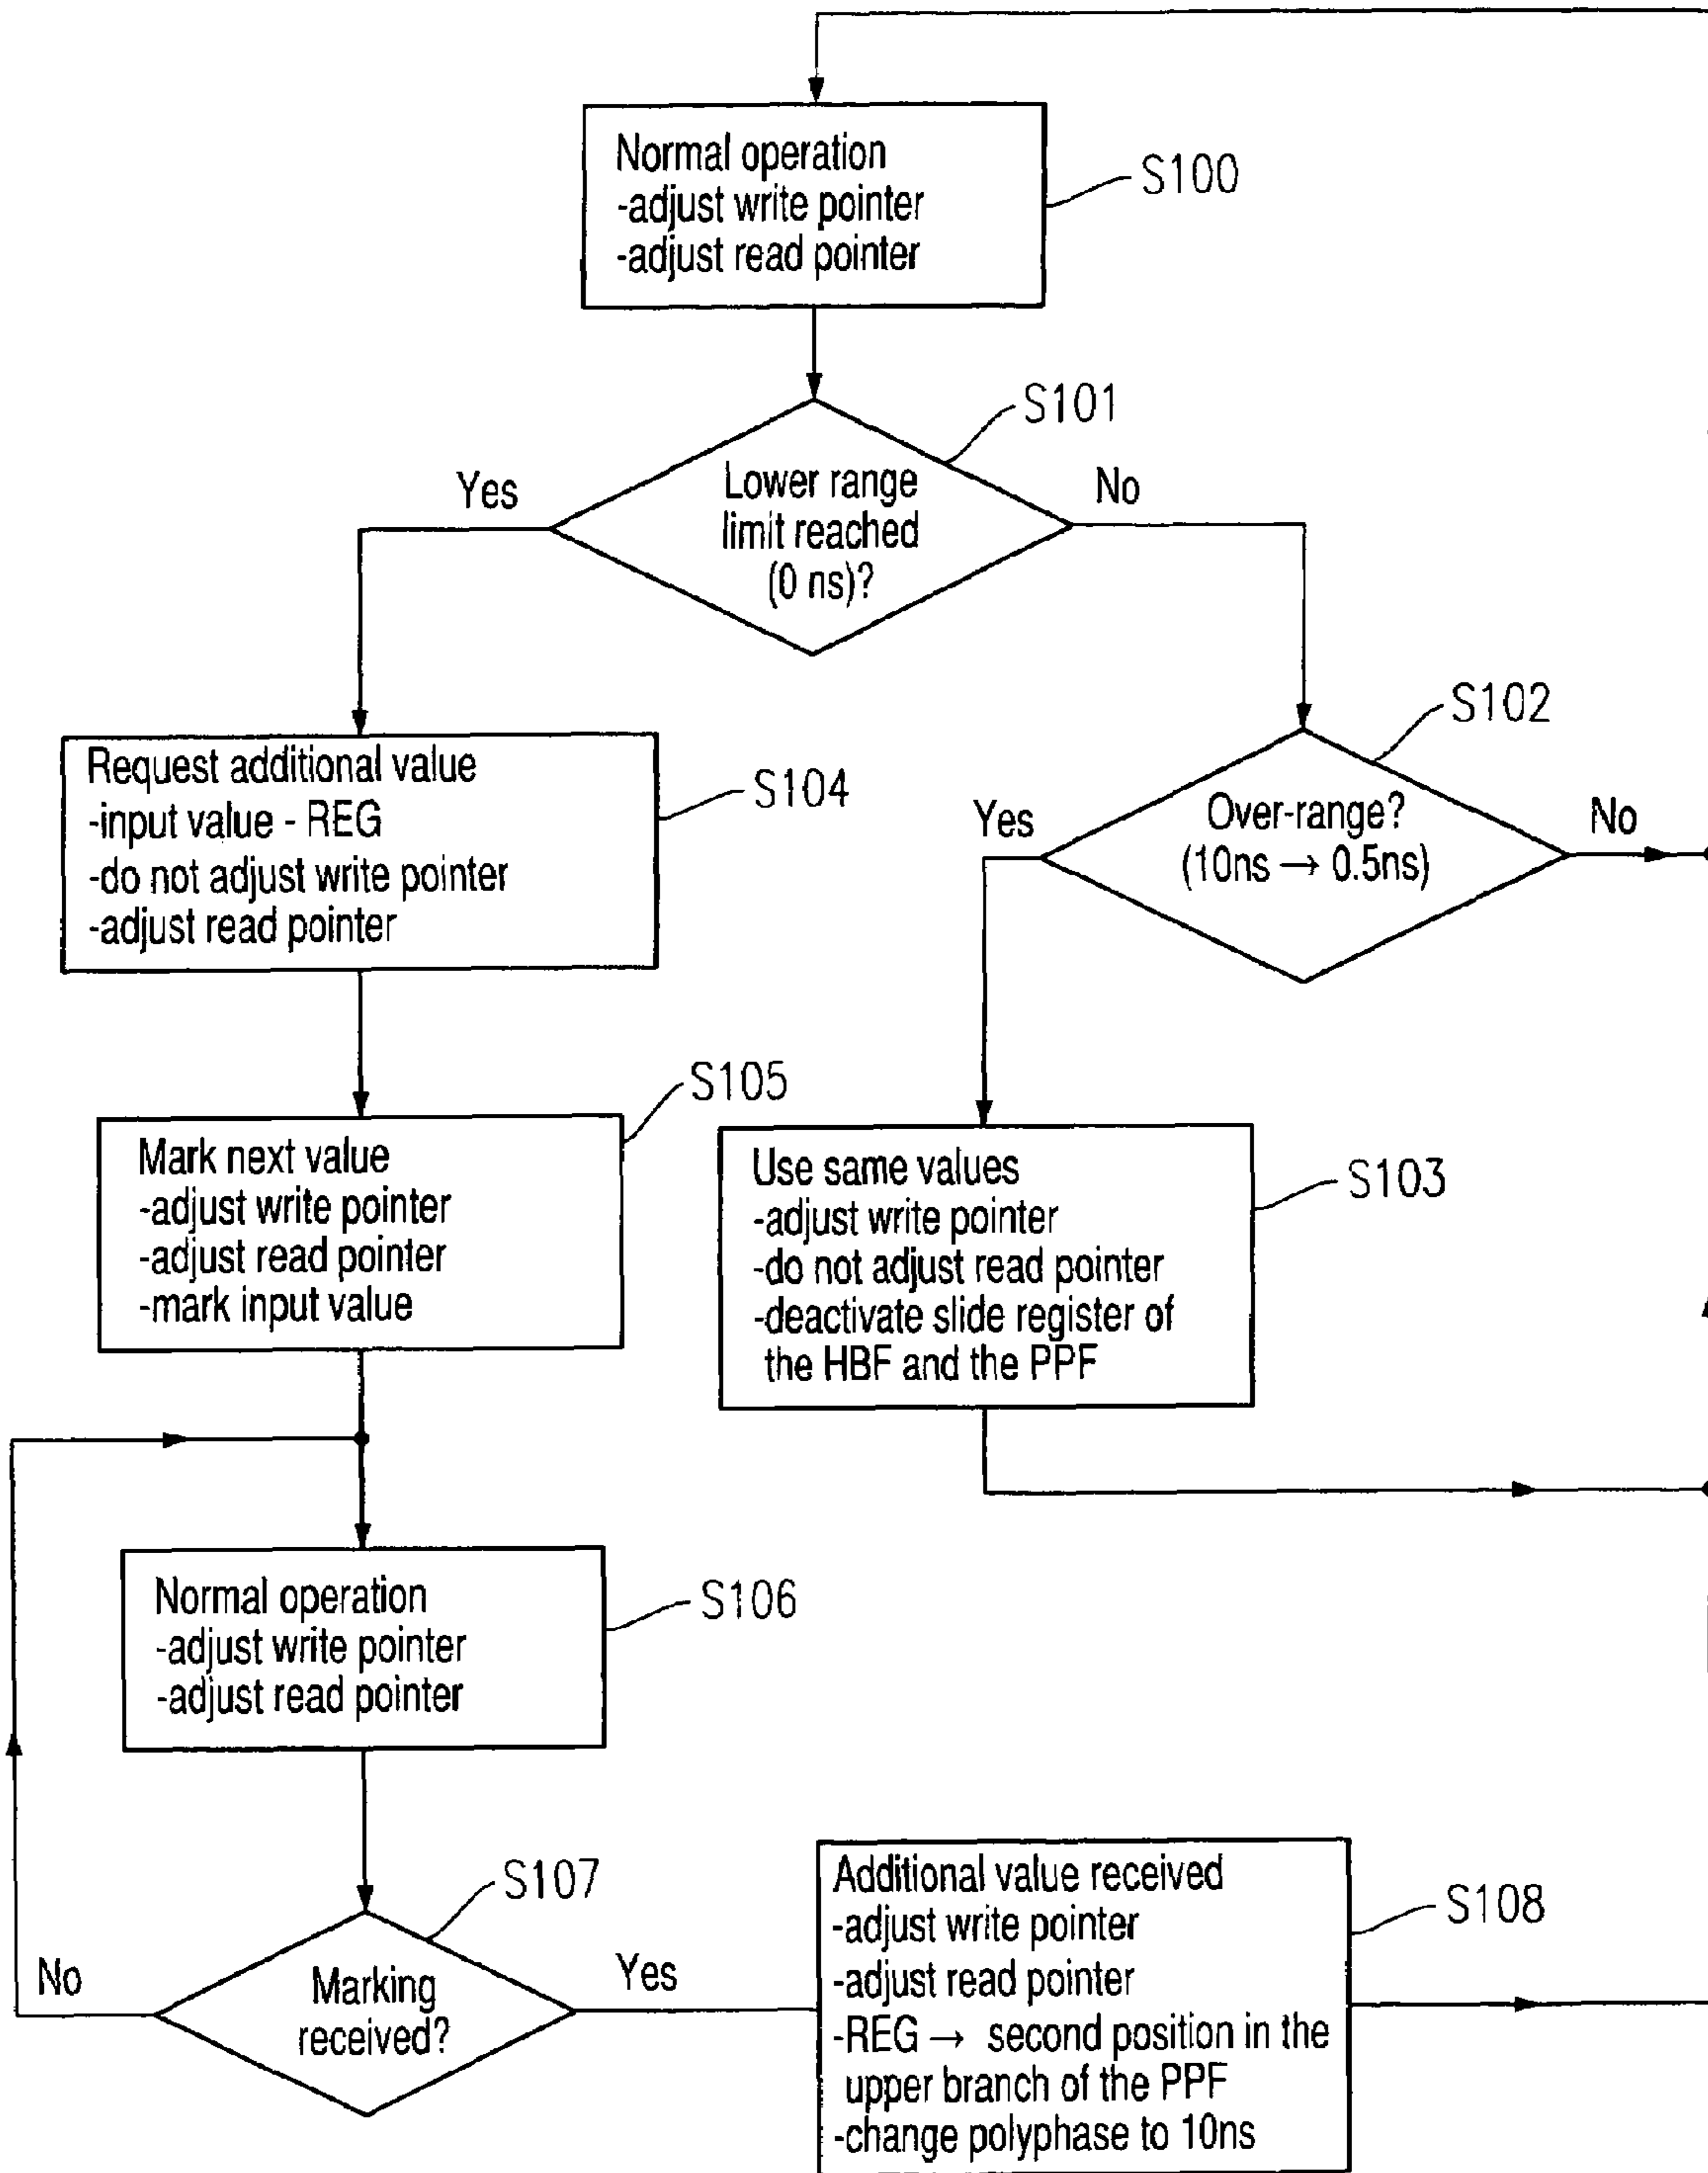 Normal operation
-adjust write pointer
-adjust read pointer
S100
S101
Lower range
limit reached
(0 ns)?
Yes
No
S102
Over-range?
(10ns → 0.5ns)
Yes
No
Request additional value
-input value - REG
-do not adjust write pointer
-adjust read pointer
S104
Mark next value
-adjust write pointer
-adjust read pointer
-mark input value
S105
Use same values
-adjust write pointer
-do not adjust read pointer
-deactivate slide register of
the HBF and the PPF
S103
Normal operation
-adjust write pointer
-adjust read pointer
S106
S107
Marking
received?
No
Yes
Additional value received
-adjust write pointer
-adjust read pointer
-REG → second position in the
upper branch of the PPF
-change polyphase to 10ns
S108